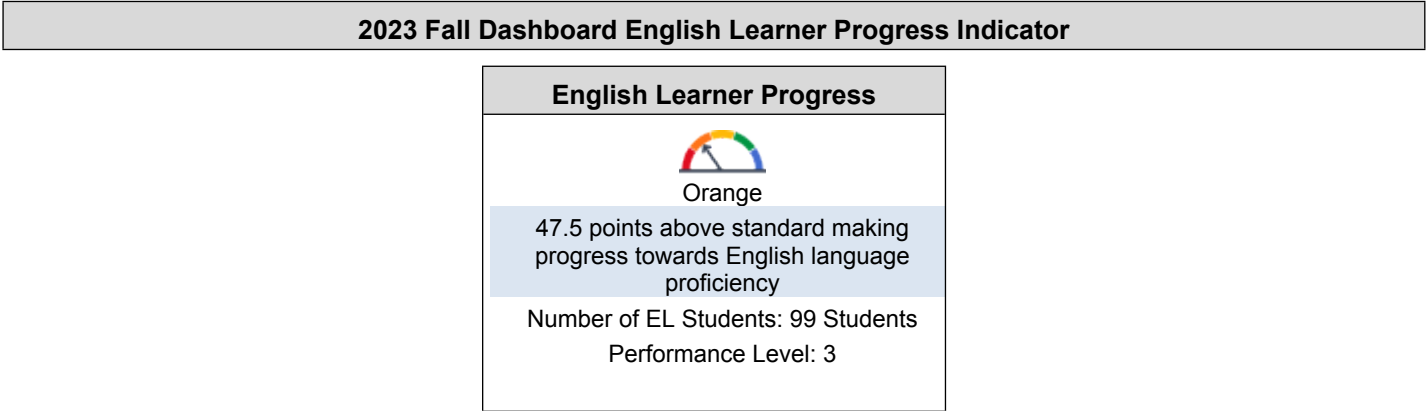 2023 Fall Dashboard English Learner Progress Indicator
English Learner Progress
Orange
47.5 points above standard making
progress towards English language
proficiency
Number of EL Students: 99 Students
Performance Level: 3